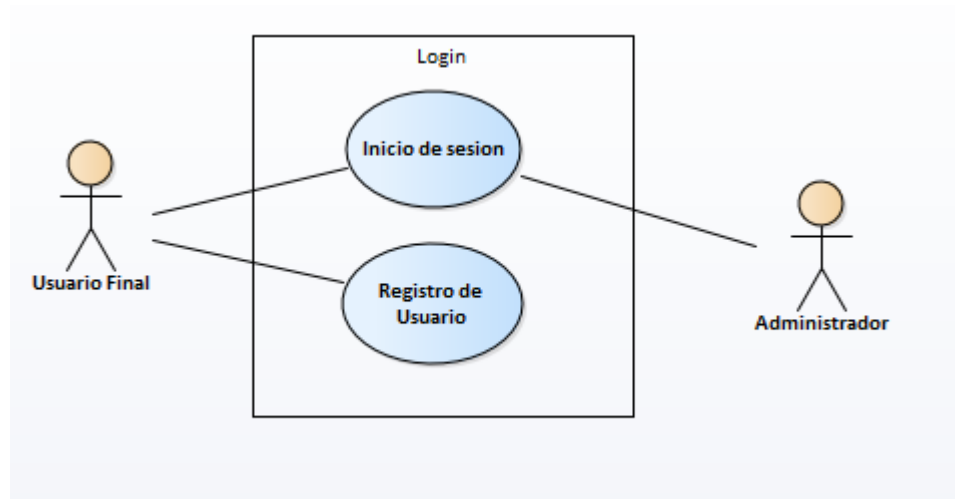 Login
Inicio de sesion
Usuario Final
Registro de
Usuario
Administrador